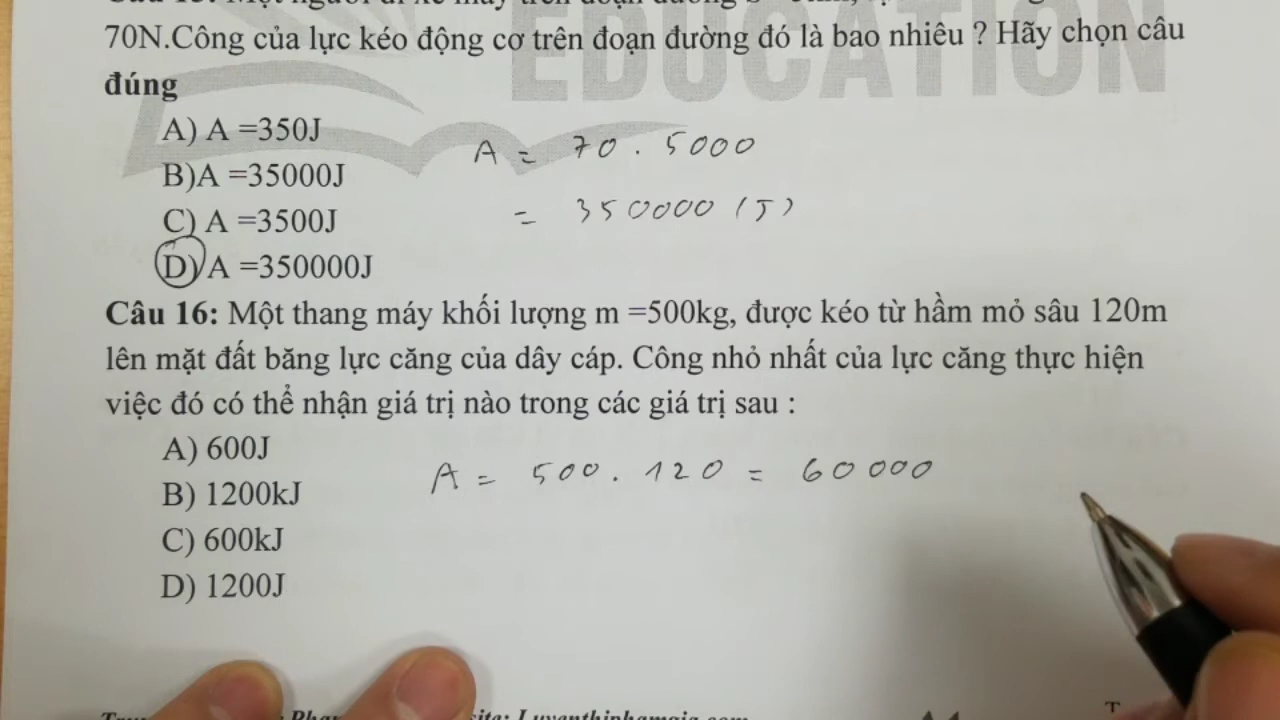 70N.Công của lực kéo động cơ trên đoạn đường đó là bao nhiêu ? Hãy chọn câu
EDUCATION
đúng
A) A =350J
B)A =35000J
C) A =3500J
D) A =350000J
A = 70 . 5000
= 350000 (J)
Câu 16: Một thang máy khối lượng m =500kg, được kéo từ hầm mỏ sâu 120m
lên mặt đất băng lực căng của dây cáp. Công nhỏ nhất của lực căng thực hiện
việc đó có thể nhận giá trị nào trong các giá trị sau :
A) 600J
B) 1200kJ
C) 600kJ
D) 1200J
A = 500 . 120 = 60000